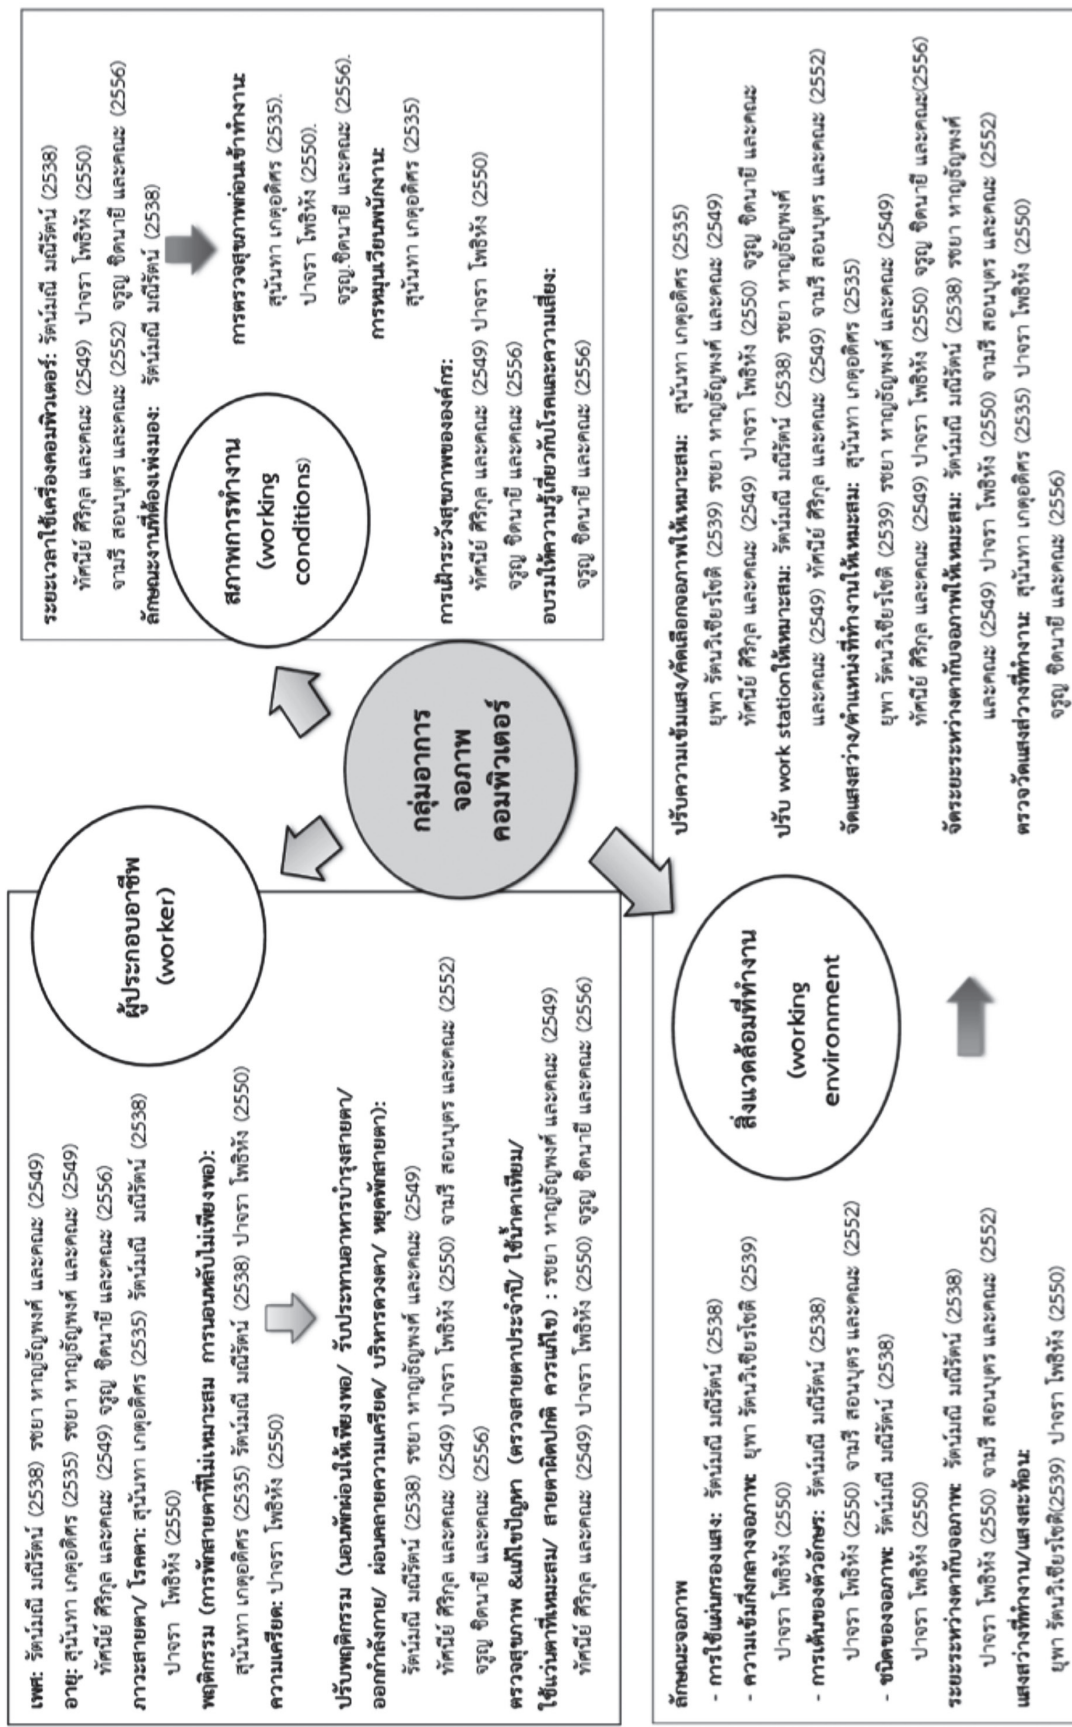 เพศ: รัตน์มณี มณีรัตน์ (2538) รชยา หาญธัญพงศ์ และคณะ (2549)
อายุ: สุนันทา เกตุอดิศร (2535) รชยา หาญธัญพงศ์ และคณะ (2549)
ทัศนีย์ ศิริกุล และคณะ (2549) จรูญ ชิดนายี และคณะ (2556)
ภาวะสายตา/ โรคตา: สุนันทา เกตุอดิศร (2535) รัตน์มณี มณีรัตน์ (2538)
ปาจรา โพธิหัง (2550)
พฤติกรรม (การพักสายตาที่ไม่เหมาะสม การนอนหลับไม่เพียงพอ):
สุนันทา เกตุอดิศร (2535) รัตน์มณี มณีรัตน์ (2538) ปาจรา โพธิหัง (2550)
ความเครียด: ปาจรา โพธิหัง (2550)
ปรับพฤติกรรม (นอนพักผ่อนให้เพียงพอ/ รับประทานอาหารบำรุงสายตา/
ออกกำลังกาย/ ผ่อนคลายความเครียด/ บริหารดวงตา/ หยุดพักสายตา):
รัตน์มณี มณีรัตน์ (2538) รชยา หาญธัญพงศ์ และคณะ (2549)
ทัศนีย์ ศิริกุล และคณะ (2549) ปาจรา โพธิหัง (2550) จามรี สอนบุตร และคณะ (2552)
จรูญ ชิดนายี และคณะ (2556)
ตรวจสุขภาพ &แก้ไขปัญหา (ตรวจสายตาประจำปี/ ใช้น้ำตาเทียม/
ใช้แว่นตาที่เหมาะสม/ สายตาผิดปกติ ควรแก้ไข) : รชยา หาญธัญพงศ์ และคณะ (2549)
ทัศนีย์ ศิริกุล และคณะ (2549) ปาจรา โพธิหัง (2550) จรูญ ชิดนายี และคณะ (2556)
ผู้ประกอบอาชีพ
(worker)
กลุ่มอาการ
จอภาพ
คอมพิวเตอร์
ระยะเวลาใช้เครื่องคอมพิวเตอร์: รัตน์มณี มณีรัตน์ (2538)
ทัศนีย์ ศิริกุล และคณะ (2549) ปาจรา โพธิหัง (2550)
จามรี สอนบุตร และคณะ (2552) จรูญ ชิดนายี และคณะ (2556)
ลักษณะงานที่ต้องเพ่งมอง: รัตน์มณี มณีรัตน์ (2538)
สภาพการทำงาน
(working
conditions)
การตรวจสุขภาพก่อนเข้าทำงาน:
สุนันทา เกตุอดิศร (2535).
ปาจรา โพธิหัง (2550).
จรูญ.ชิดนายี และคณะ (2556).
การหมุนเวียนพนักงาน:
สุนันทา เกตุอดิศร (2535)
การเฝ้าระวังสุขภาพขององค์กร:
ทัศนีย์ ศิริกุล และคณะ (2549) ปาจรา โพธิหัง (2550)
จรูญ ชิดนายี และคณะ (2556)
อบรมให้ความรู้เกี่ยวกับโรคและความเสี่ยง:
จรูญ ชิดนายี และคณะ (2556)
ลักษณะจอภาพ
- การใช้แผ่นกรองแสง: รัตน์มณี มณีรัตน์ (2538)
- ความเข้มกึ่งกลางจอภาพ: ยุพา รัตนวิเชียรโชติ (2539)
ปาจรา โพธิหัง (2550)
- การเต้นของตัวอักษร: รัตน์มณี มณีรัตน์ (2538)
ปาจรา โพธิหัง (2550) จามรี สอนบุตร และคณะ (2552)
- ชนิดของจอภาพ: รัตน์มณี มณีรัตน์า (2538)
ปาจรา โพธิหัง (2550)
ระยะระหว่างตากับจอภาพ: รัตน์มณี มณีรัตน์ (2538)
ปาจรา โพธิหัง (2550) จามรี สอนบุตร และคณะ (2552)
แสงสว่างที่ทำงาน/แสงสะท้อน:
ยุพา รัตนวิเชียรโชติ(2539) ปาจรา โพธิหัง (2550)
สิ่งแวดล้อมที่ทำงาน
(working
environment
ปรับความเข้มแสง/คัดเลือกจอภาพให้เหมาะสม: สุนันทา เกตุอดิศร (2535)
ยุพา รัตนวิเชียรโชติ (2539) รชยา หาญธัญพงศ์ และคณะ (2549)
ทัศนีย์ ศิริกุล และคณะ (2549) ปาจรา โพธิหัง (2550) จรูญ ชิดนายี และคณะ
ปรับ work stationให้เหมาะสม: รัตน์มณี มณีรัตน์ (2538) รชยา หาญธัญพงศ์
และคณะ (2549) ทัศนีย์ ศิริกุล และคณะ (2549) จามรี สอนบุตร และคณะ (2552)
จัดแสงสว่าง/ตำแหน่งที่ทำงานให้เหมาะสม: สุนันทา เกตุอดิศร (2535)
ยุพา รัตนวิเชียรโชติ (2539) รชยา หาญธัญพงศ์ และคณะ (2549)
ทัศนีย์ ศิริกุล และคณะ (2549) ปาจรา โพธิหัง (2550) จรูญ ชิดนายี และคณะ(2556
จัดระยะระหว่างตากับจอภาพให้เหมาะสม: รัตน์มณี มณีรัตน์ (2538) รชยา หาญธัญพงศ์
และคณะ (2549) ปาจรา โพธิหัง (2550) จามรี สอนบุตร และคณะ (2552)
ตรวจวัดแสงสว่างที่ทำงาน: สุนันทา เกตุอดิศร (2535) ปาจรา โพธิหัง (2550)
จรูญ ชิดนายี และคณะ (2556)